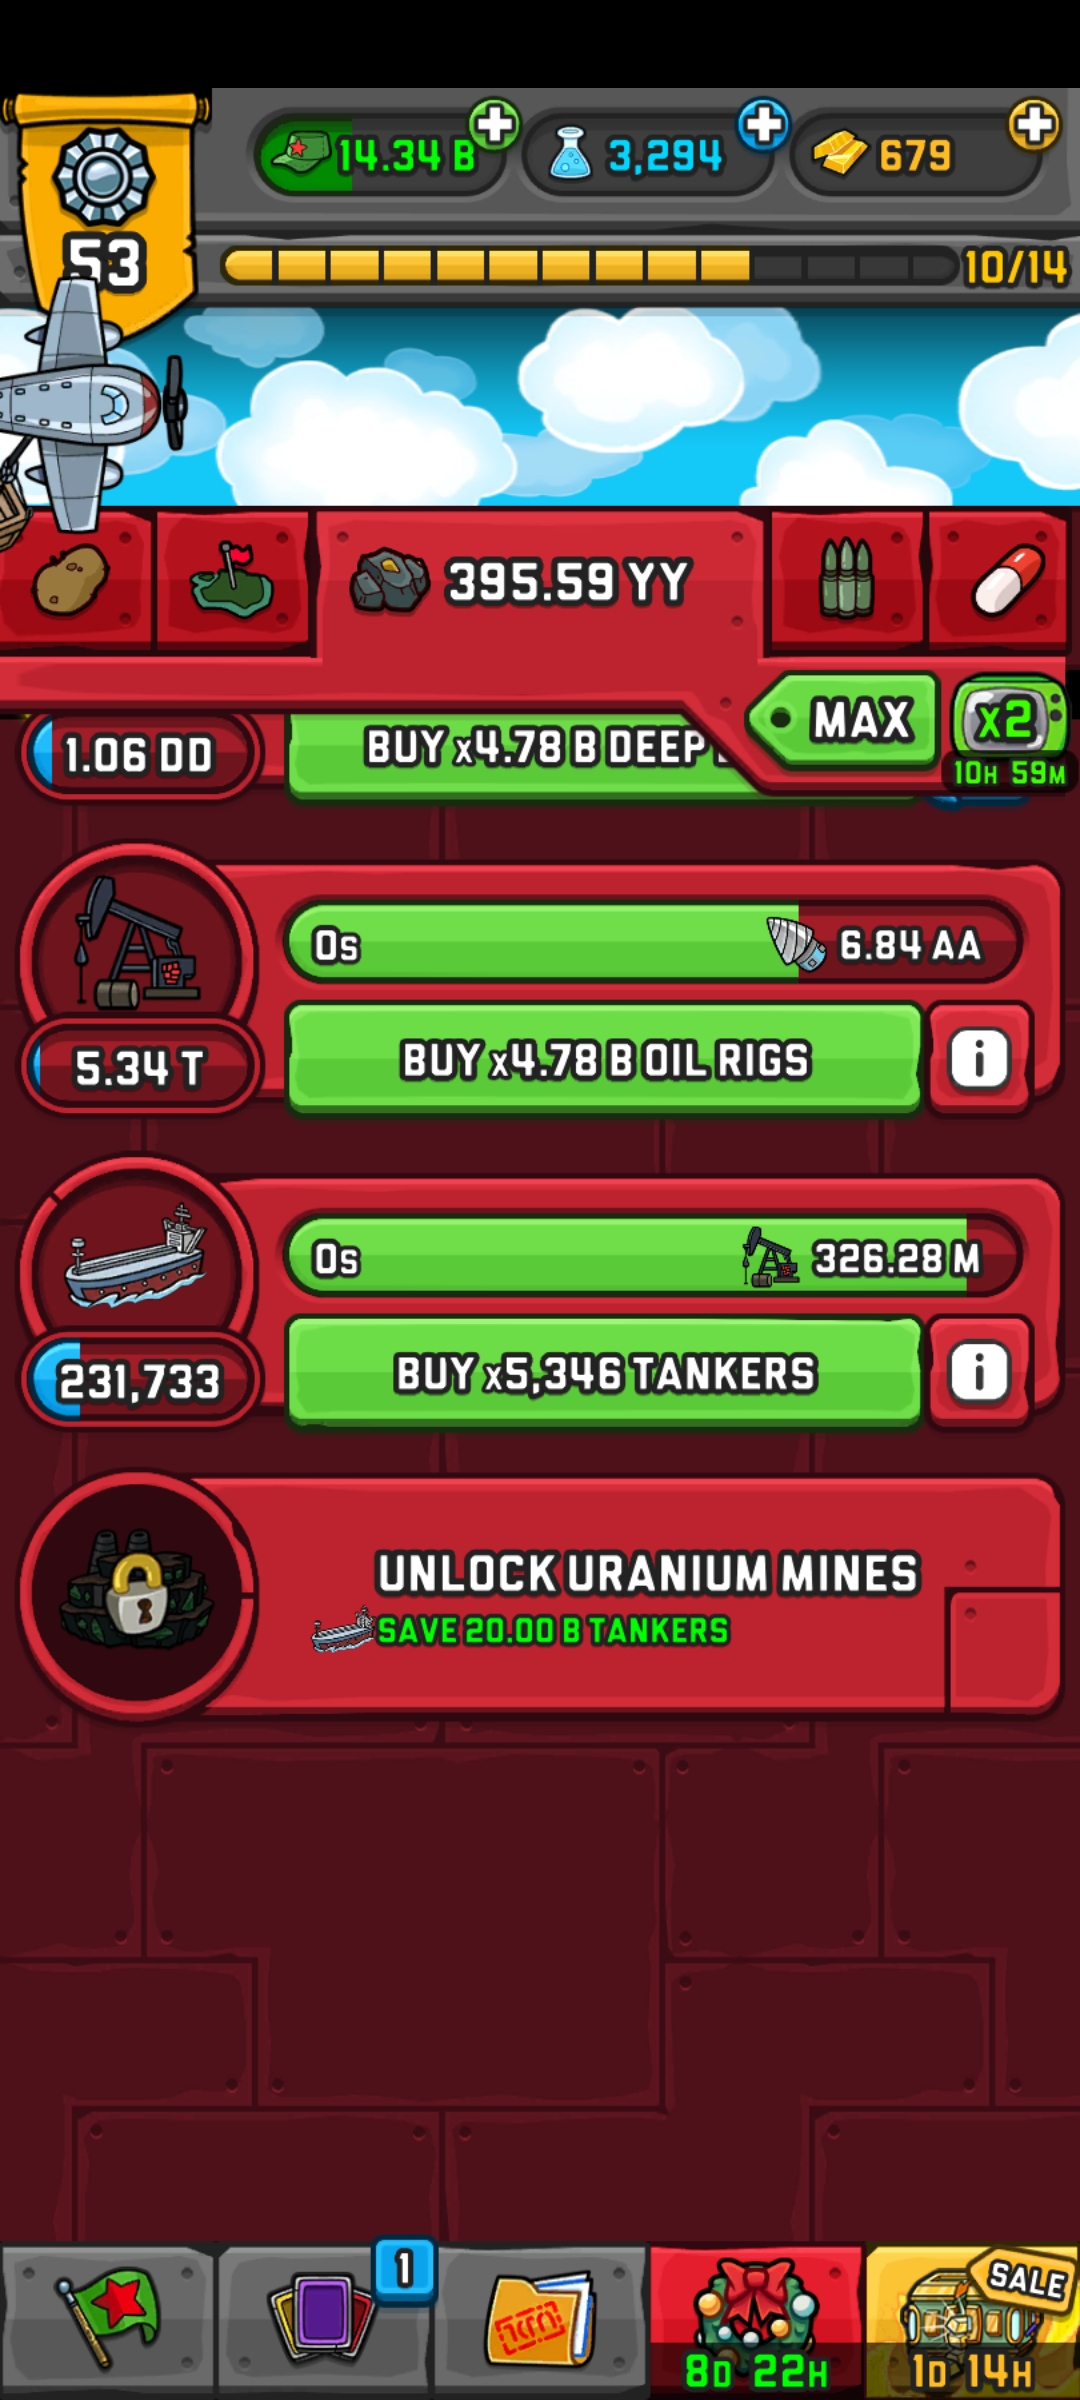 14.34 B
3,294
679
53
10/14
395.59 YY
MAX
x2
10H 59M
1.06 DD
BUY x4.78 B DEEP
0s
6.84 AA
5.34 T
BUY x4.78 B OIL RIGS
i
0s
326.28 M
231,733
BUY x5,346 TANKERS
i
UNLOCK URANIUM MINES
SAVE 20.00 B TANKERS
1
SALE
8D 22H
1D 14H